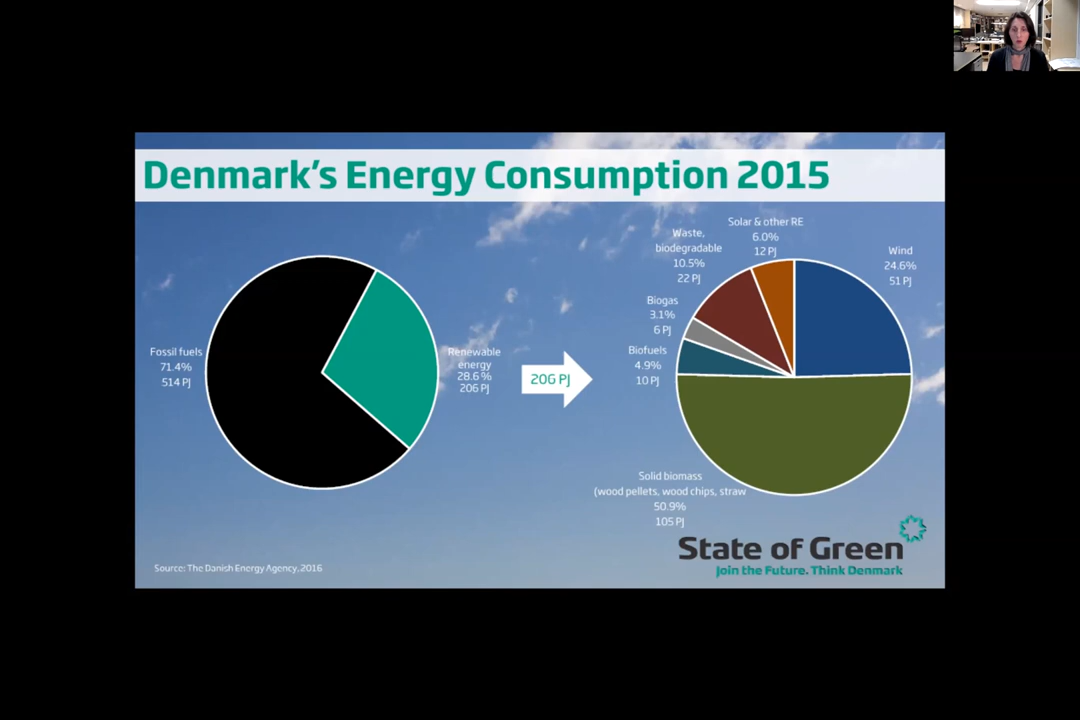 Denmark's Energy Consumption 2015
Fossil fuels
71.4%
514 PJ
Renewable
energy
28.6 %
206 PJ
206 PJ
Solar & other RE
6.0%
12 PJ
Waste,
biodegradable
10.5%
22 PJ
Wind
24.6%
51 PJ
Biogas
3.1%
6 PJ
Biofuels
4.9%
10 PJ
Solid biomass
(wood pellets, wood chips, straw
50.9%
105 PJ
State of Green
Join the Future. Think Denmark
Source: The Danish Energy Agency, 2016